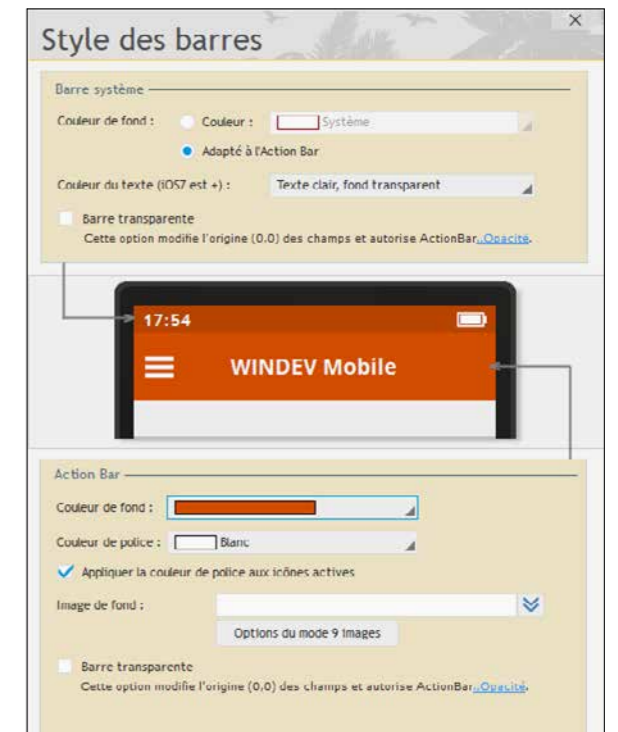 Style des barres
Barre système
Couleur de fond :
Couleur :
Système
Adapté à l'Action Bar
Couleur du texte (iOS7 est +) :
Texte clair, fond transparent
Barre transparente
Cette option modifie l'origine (0,0) des champs et autorise ActionBar..Opacité.
17:54
WINDEV Mobile
Action Bar
Couleur de fond :
Couleur de police :
Blanc
Appliquer la couleur de police aux icônes actives
Image de fond :
Options du mode 9 images
Barre transparente
Cette option modifie l'origine (0,0) des champs et autorise ActionBar..Opacité.